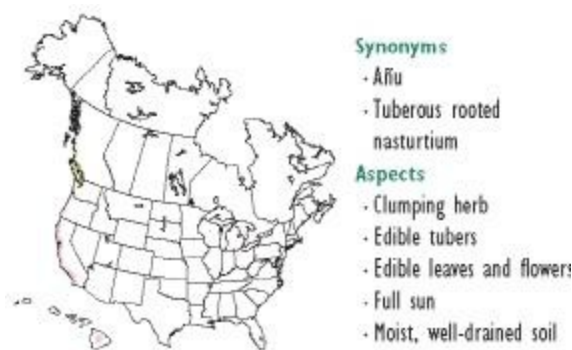 Synonyms
· Añu
· Tuberous rooted
nasturtium
Aspects
· Clumping herb
· Edible tubers
· Edible leaves and flowers
· Full sun
· Moist, well-drained soil